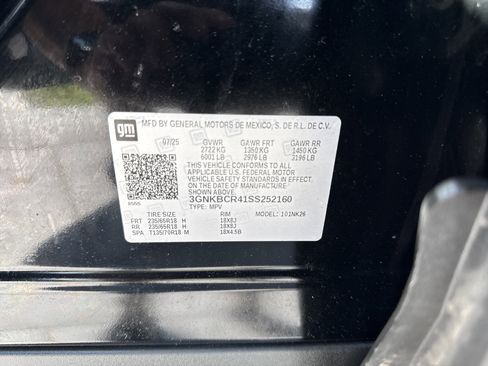 gm
MFD BY GENERAL MOTORS DE MEXICO, S. DE R.L. DE C.V.
07/25 GVWR GAWR FRT GAWR RR
2722 KG 1350 KG 1450 KG
6001 LB 2976 LB 3196 LB
THIS VEHICLE CONFORMS TO ALL
APPLICABLE U.S. FEDERAL MOTOR
VEHICLE SAFETY STANDARDS IN EFFECT
ON THE DATE OF MANUFACTURE
SHOWN ABOVE.
3GNKBCR41SS252160
TYPE: MPV
TIRE SIZE RIM MODEL: 101NK26
FRT 235/65R18 H 18X8J
RR 235/65R18 H 18X8J
SPA T135/70R18 M 18X4.5B